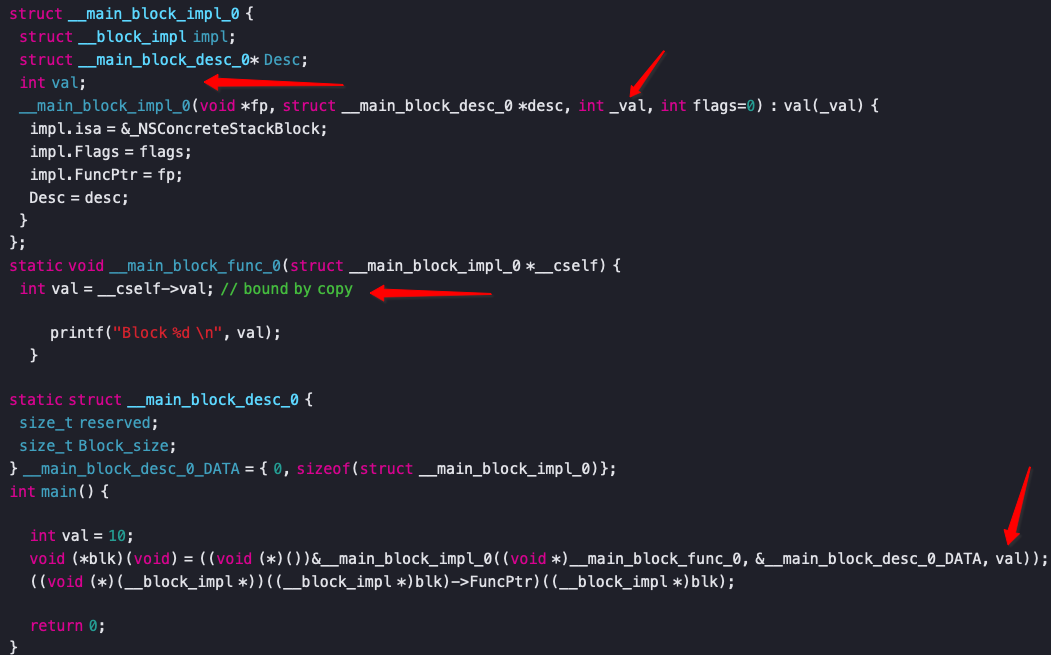 struct __main_block_impl_0 {
struct __block_impl impl;
struct __main_block_desc_0* Desc;
int val;
__main_block_impl_0(void *fp, struct __main_block_desc_0 *desc, int _val, int flags=0) : val(_val) {
impl.isa = &_NSConcreteStackBlock;
impl.Flags = flags;
impl.FuncPtr = fp;
Desc = desc;
}
};
static void __main_block_func_0(struct __main_block_impl_0 *__cself) {
int val = __cself->val; // bound by copy
printf("Block %d \n", val);
}
static struct __main_block_desc_0 {
size_t reserved;
size_t Block_size;
} __main_block_desc_0_DATA = { 0, sizeof(struct __main_block_impl_0)};
int main() {
int val = 10;
void (*blk)(void) = ((void (*)())&__main_block_impl_0((void *)__main_block_func_0, &__main_block_desc_0_DATA, val));
((void (*)(__block_impl *))((__block_impl *)blk)->FuncPtr)((__block_impl *)blk);
return 0;
}